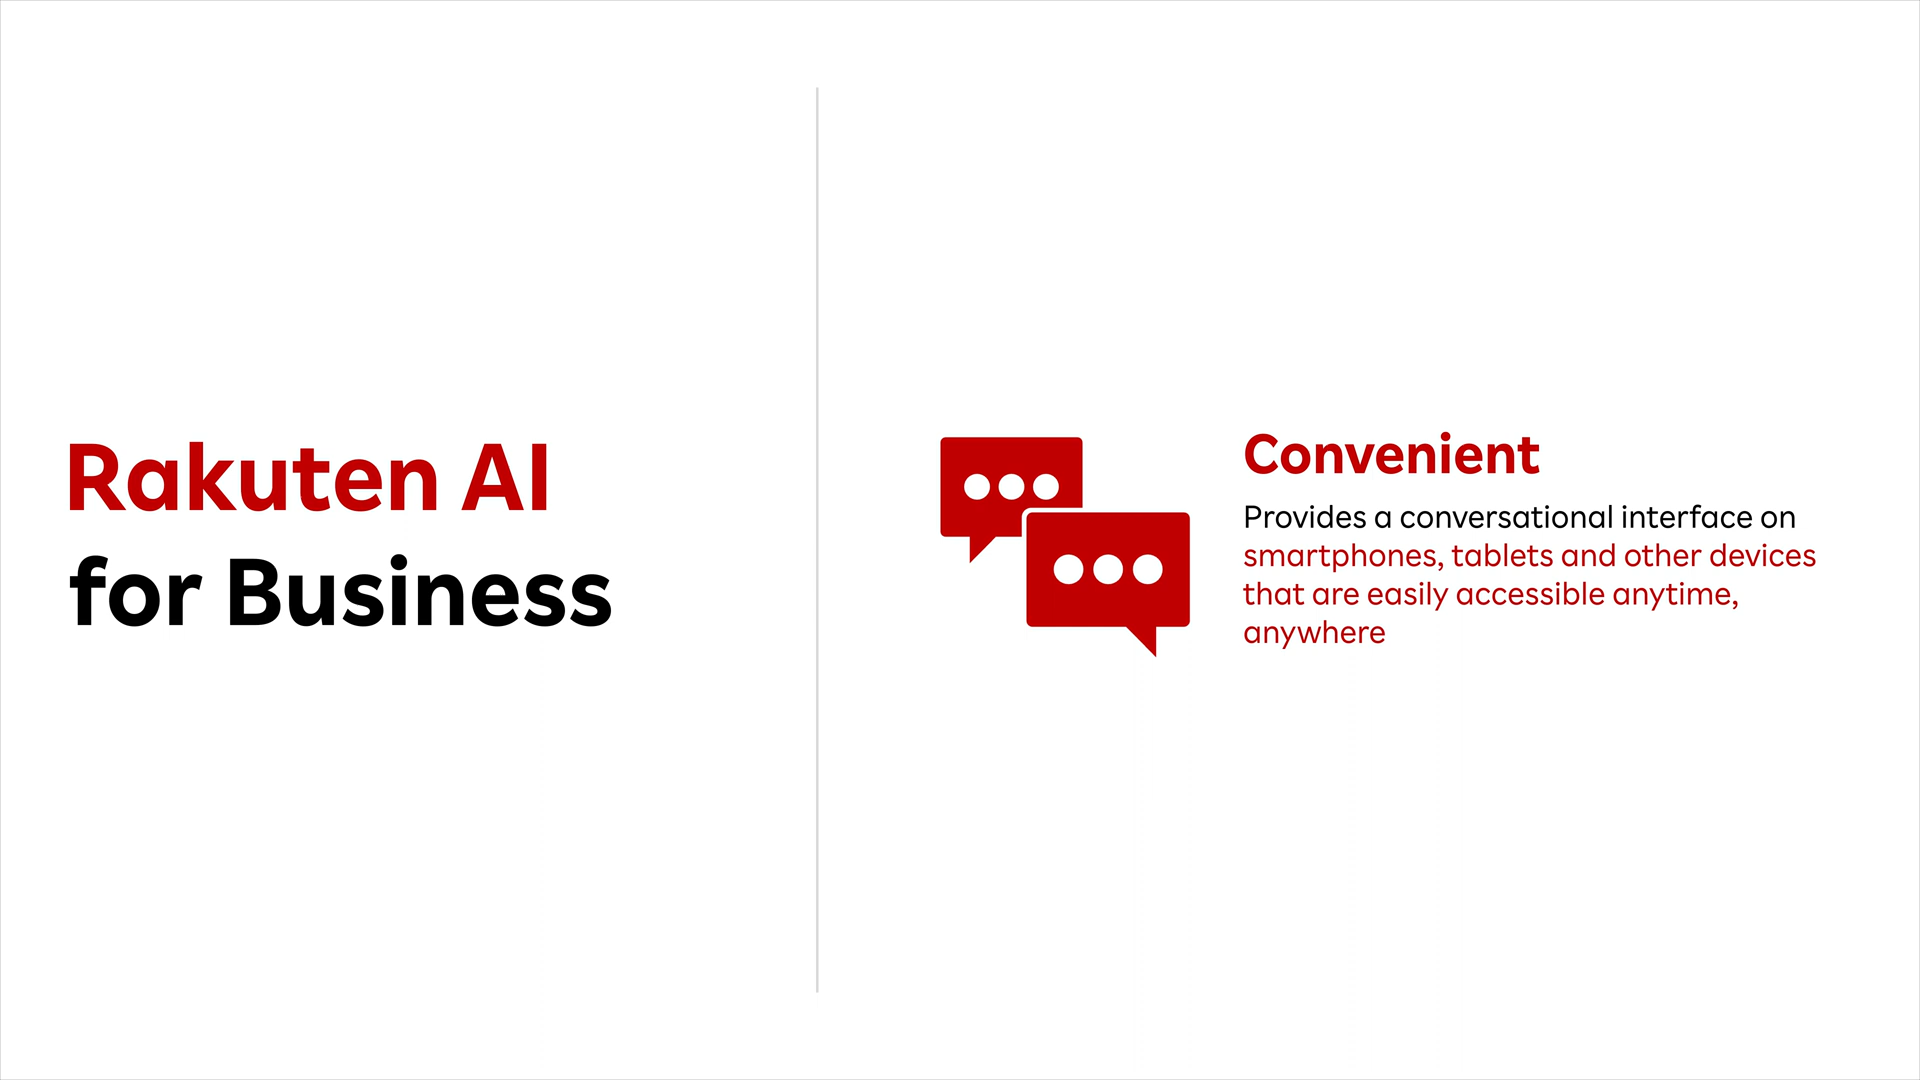 Rakuten AI
for Business
Convenient
Provides a conversational interface on
smartphones, tablets and other devices
that are easily accessible anytime,
anywhere